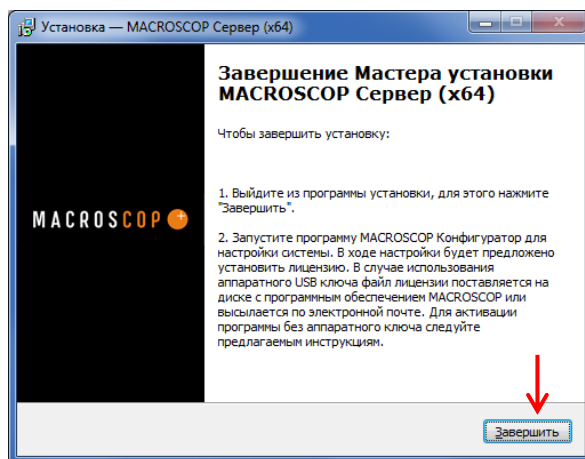 Установка — MACROSCOP Сервер (x64)
Завершение Мастера установки
MACROSCOP Сервер (x64)
Чтобы завершить установку:
MACROSCOP
1. Выйдите из программы установки, для этого нажмите
"Завершить".
2. Запустите программу MACROSCOP Конфигуратор для
настройки системы. В ходе настройки будет предложено
установить лицензию. В случае использования
аппаратного USB ключа файл лицензии поставляется на
диске с программным обеспечением MACROSCOP или
высылается по электронной почте. Для активации
программы без аппаратного ключа следуйте
предлагаемым инструкциям.
Завершить